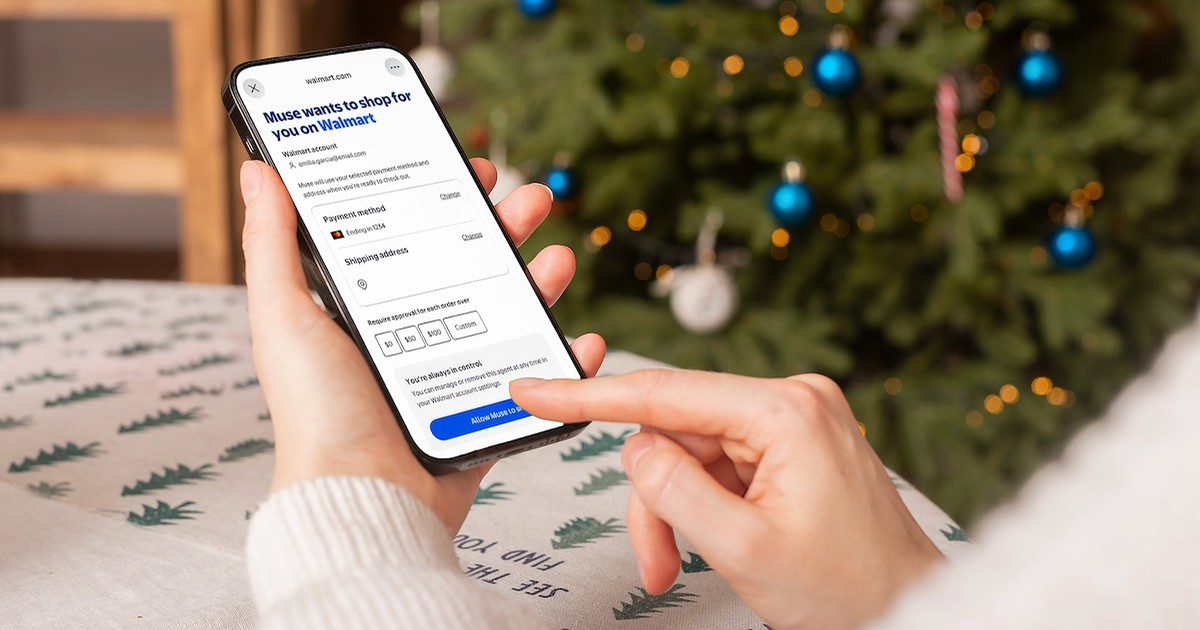 walmart.com
Muse wants to shop for
you on Walmart
Walmart account
emilia.garcia@email.com
Muse will use your selected payment method and
address when you're ready to check out.
Payment method
Change
Ending in 1234
Shipping address
Change
Require approval for each order over
$0 $50 $100 Custom
You're always in control
You can manage or remove this agent at any time in
your Walmart account settings.
Allow Muse to
SEE THE
FIND YOU